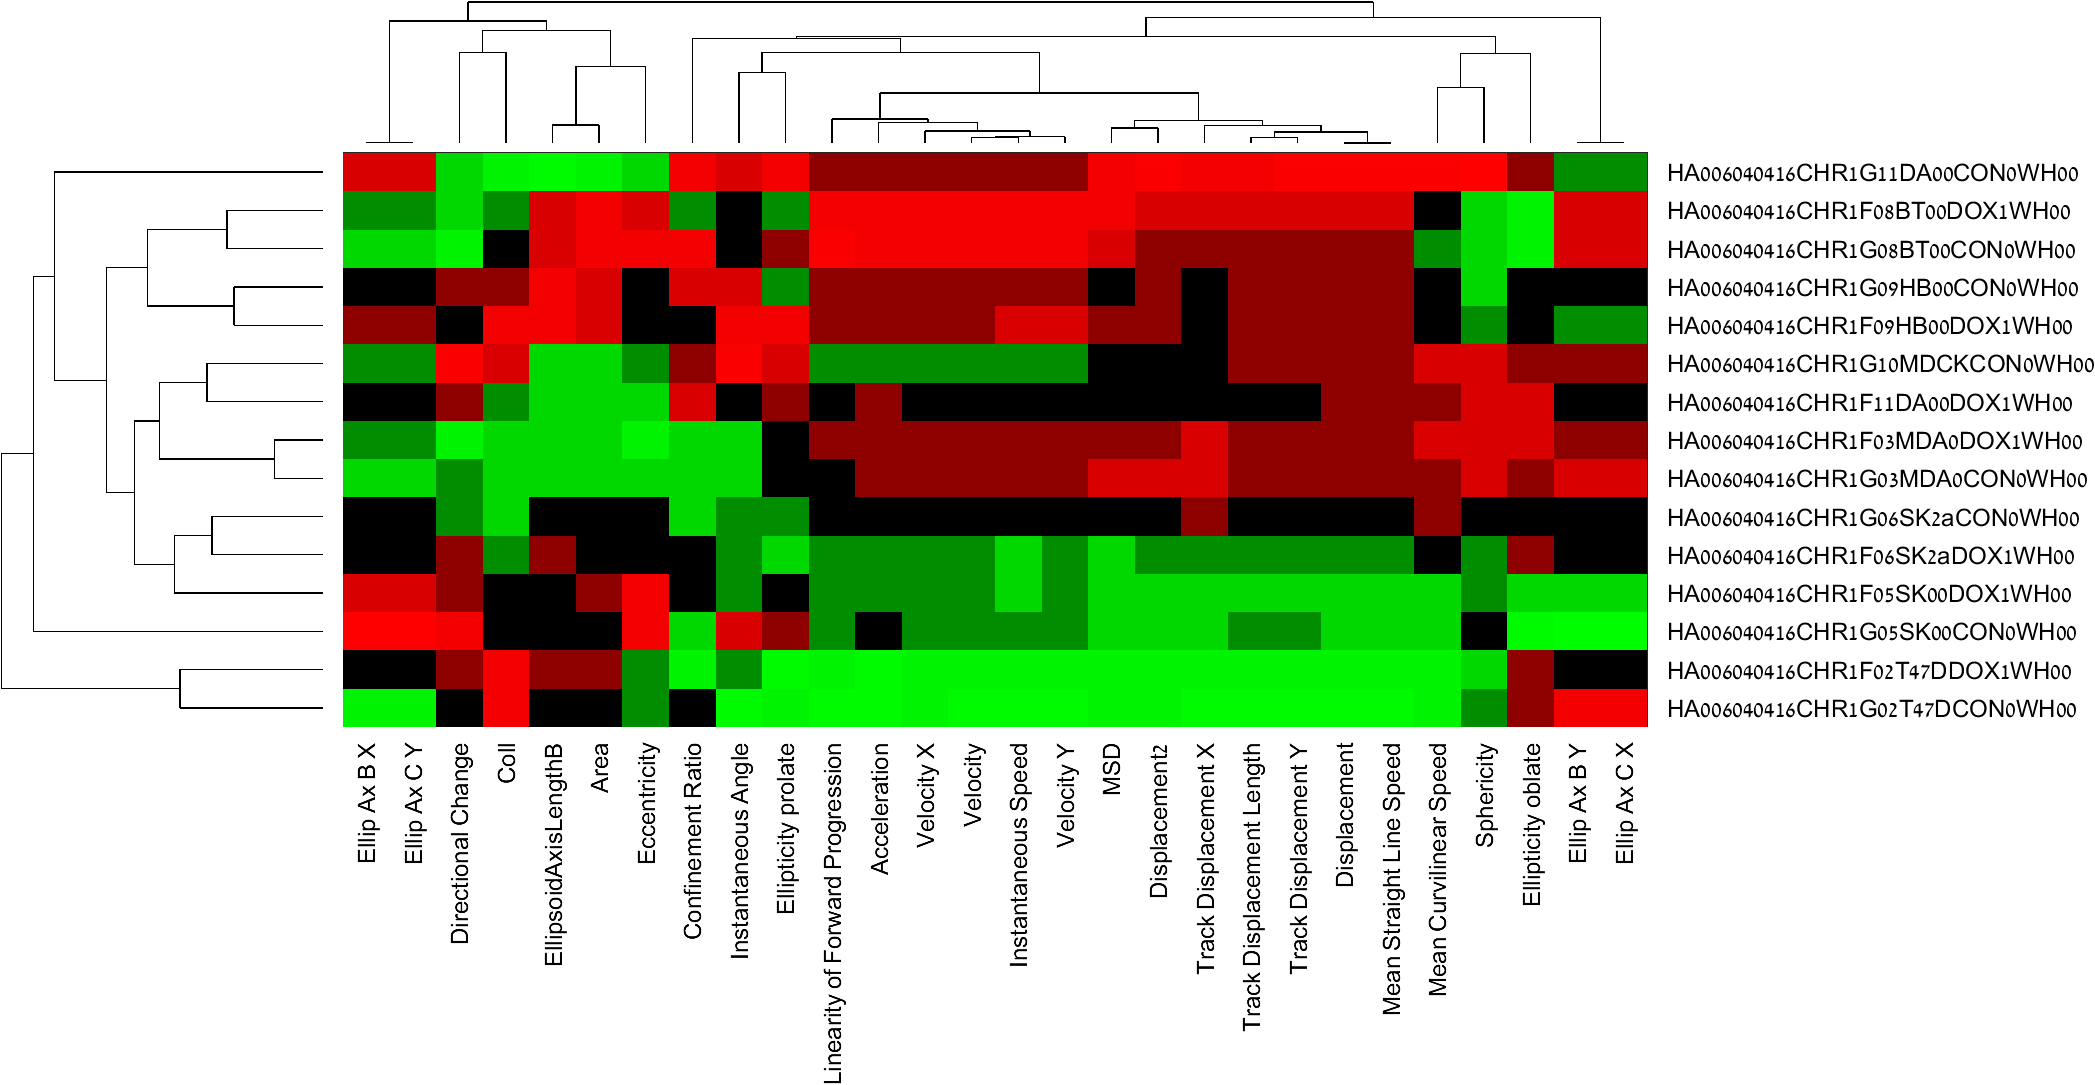 HA006040416CHR1G11DA00CON0WH00
HA006040416CHR1F08BT00DOX1WH00
HA006040416CHR1G08BT00CON0WH00
HA006040416CHR1G09HB00CON0WH00
HA006040416CHR1F09HB00DOX1WH00
HA006040416CHR1G10MDCKCON0WH00
HA006040416CHR1F11DA00DOX1WH00
HA006040416CHR1F03MDA0DOX1WH00
HA006040416CHR1G03MDA0CON0WH00
HA006040416CHR1G06SK2aCON0WH00
HA006040416CHR1F06SK2aDOX1WH00
HA006040416CHR1F05SK00DOX1WH00
HA006040416CHR1G05SK00CON0WH00
HA006040416CHR1F02T47DDOX1WH00
HA006040416CHR1G02T47DCON0WH00
Ellip Ax B X
Ellip Ax C Y
Directional Change
Coll
EllipsoidAxisLengthB
Area
Eccentricity
Confinement Ratio
Instantaneous Angle
Ellipticity prolate
Linearity of Forward Progression
Acceleration
Velocity X
Velocity
Instantaneous Speed
Velocity Y
MSD
Displacement2
Track Displacement X
Track Displacement Length
Track Displacement Y
Displacement
Mean Straight Line Speed
Mean Curvilinear Speed
Sphericity
Ellipticity oblate
Ellip Ax B Y
Ellip Ax C X